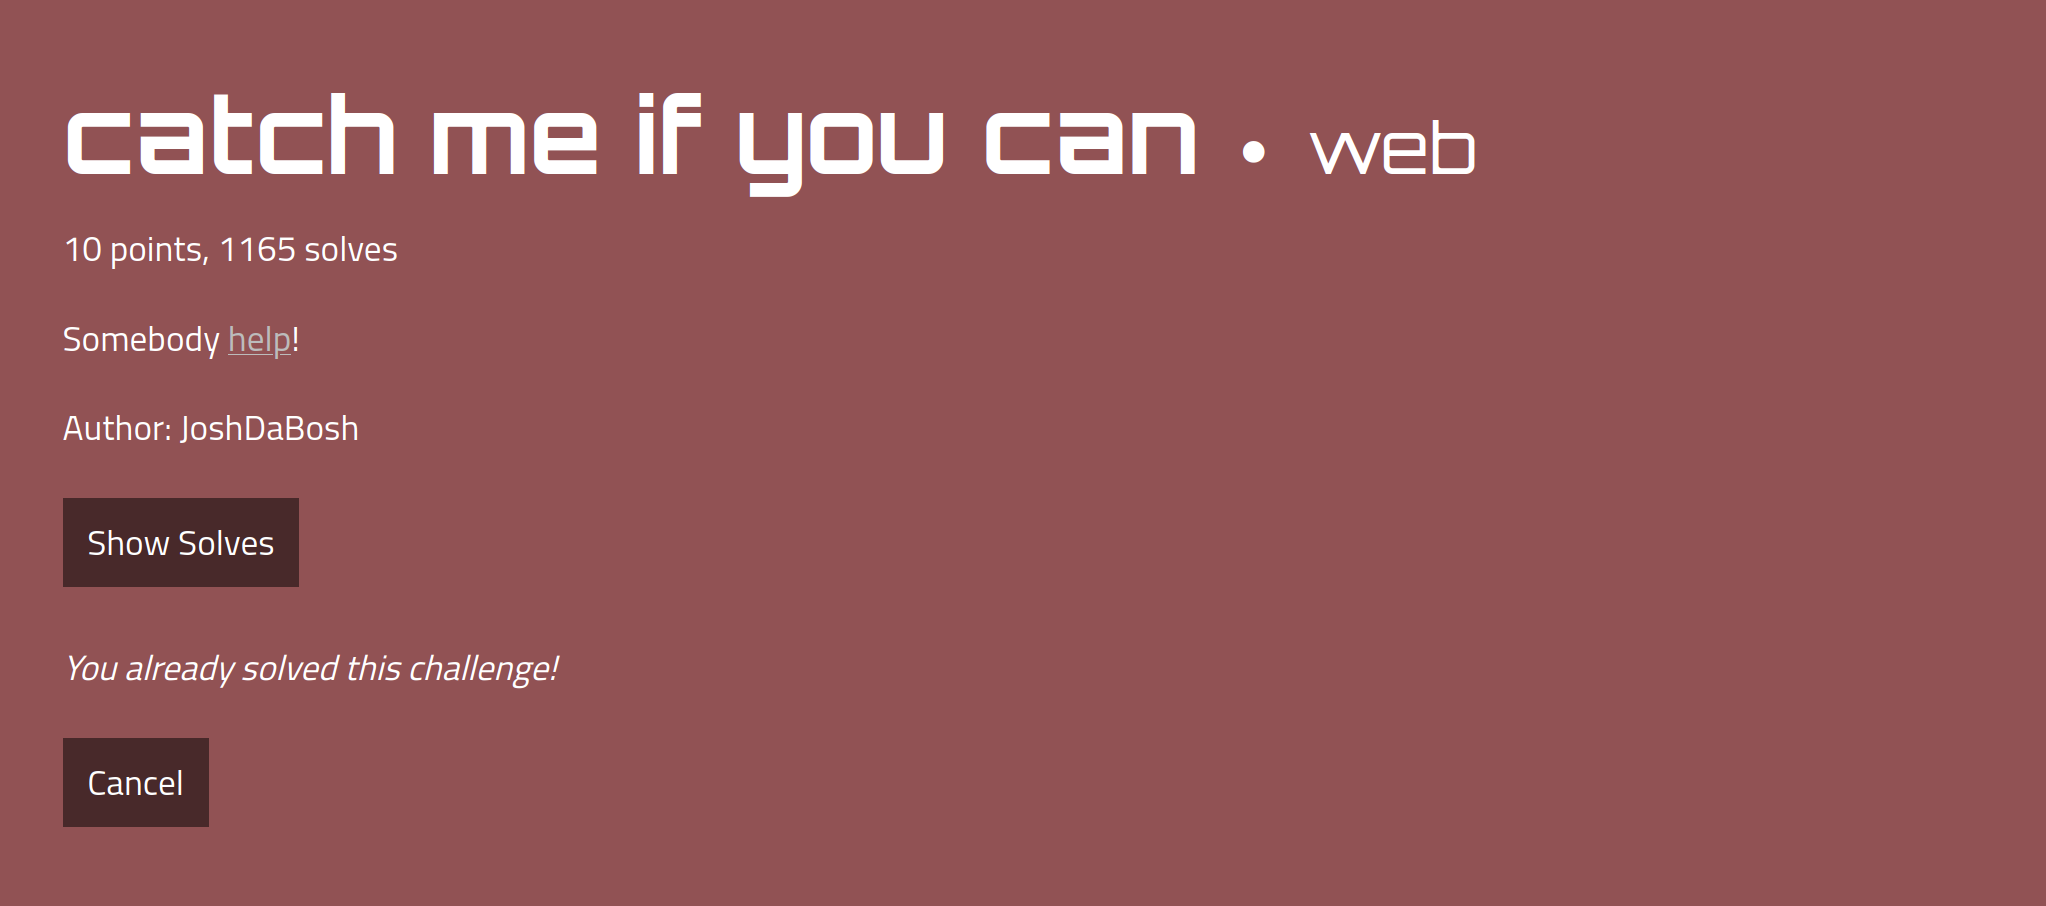 catch me if you can • web
10 points, 1165 solves
Somebody help!
Author: JoshDaBosh
Show Solves
You already solved this challenge!
Cancel